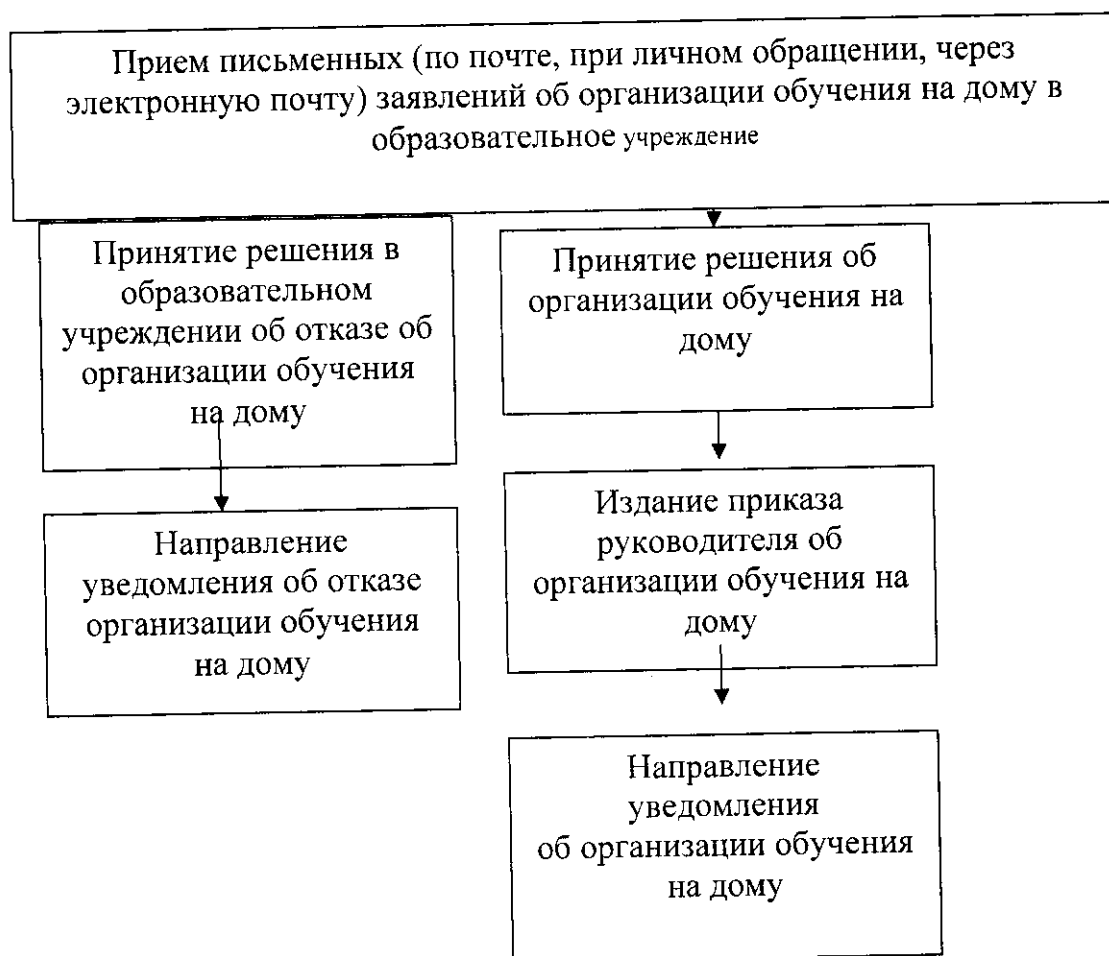 Прием письменных (по почте, при личном обращении, через
электронную почту) заявлений об организации обучения на дому в
образовательное учреждение
Принятие решения в
образовательном
учреждении об отказе об
организации обучения
на дому
Принятие решения об
организации обучения на
дому
Направление
уведомления об отказе
организации обучения
на дому
Издание приказа
руководителя об
организации обучения на
дому
Направление
уведомления
об организации обучения
на дому